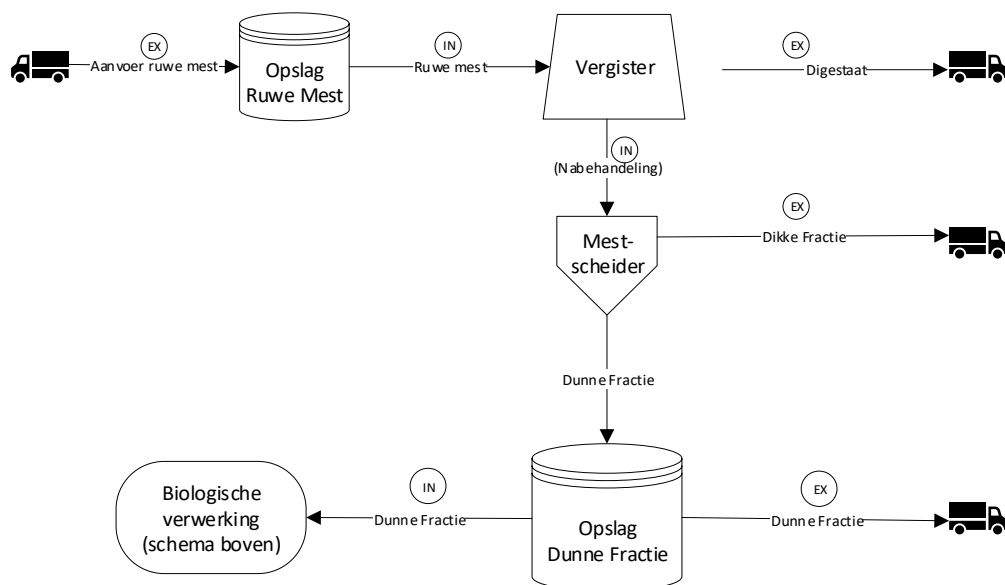 EX
Aanvoer ruwe mest
Opslag
Ruwe Mest
IN
Ruwe mest
Vergister
EX
Digestaat
IN
(Nabehandeling)
Mest-
scheider
EX
Dikke Fractie
Dunne Fractie
Biologische
verwerking
(schema boven)
IN
Dunne Fractie
Opslag
Dunne Fractie
EX
Dunne Fractie